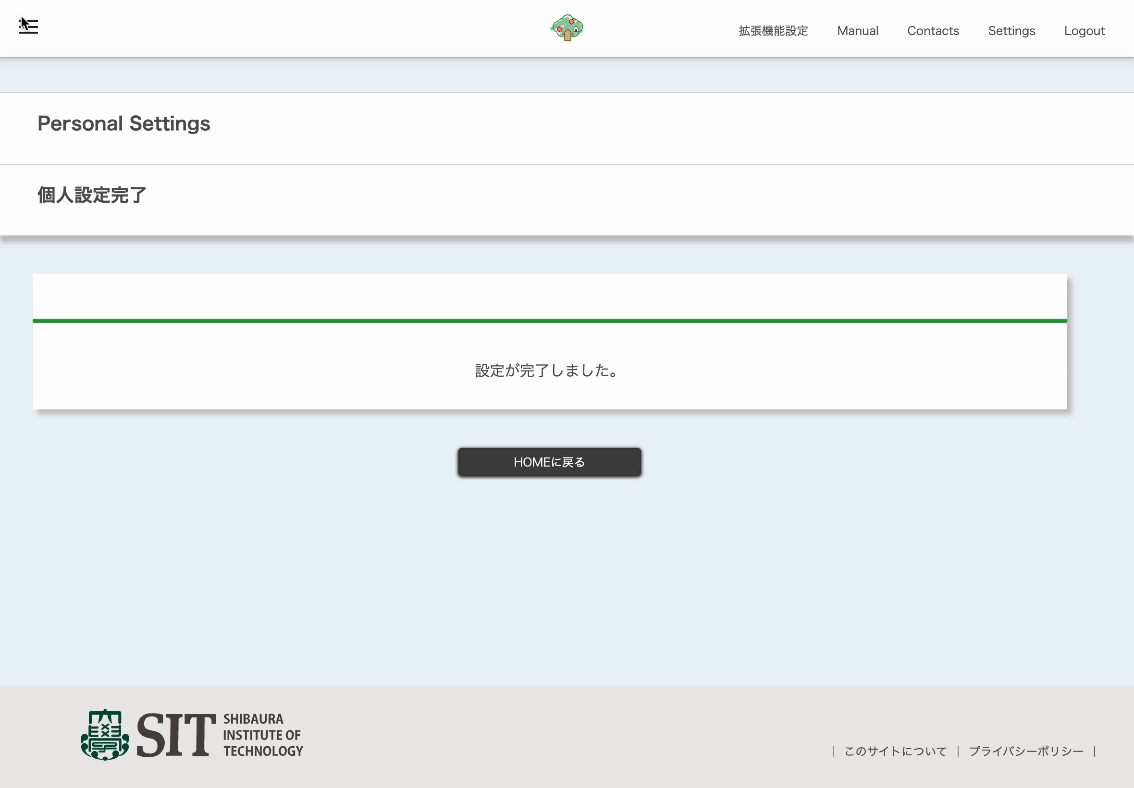 拡張機能設定 Manual Contacts Settings Logout
Personal Settings
個人設定完了
設定が完了しました。
HOMEに戻る
SIT SHIBAURA
INSTITUTE OF
TECHNOLOGY
| このサイトについて | プライバシーポリシー |